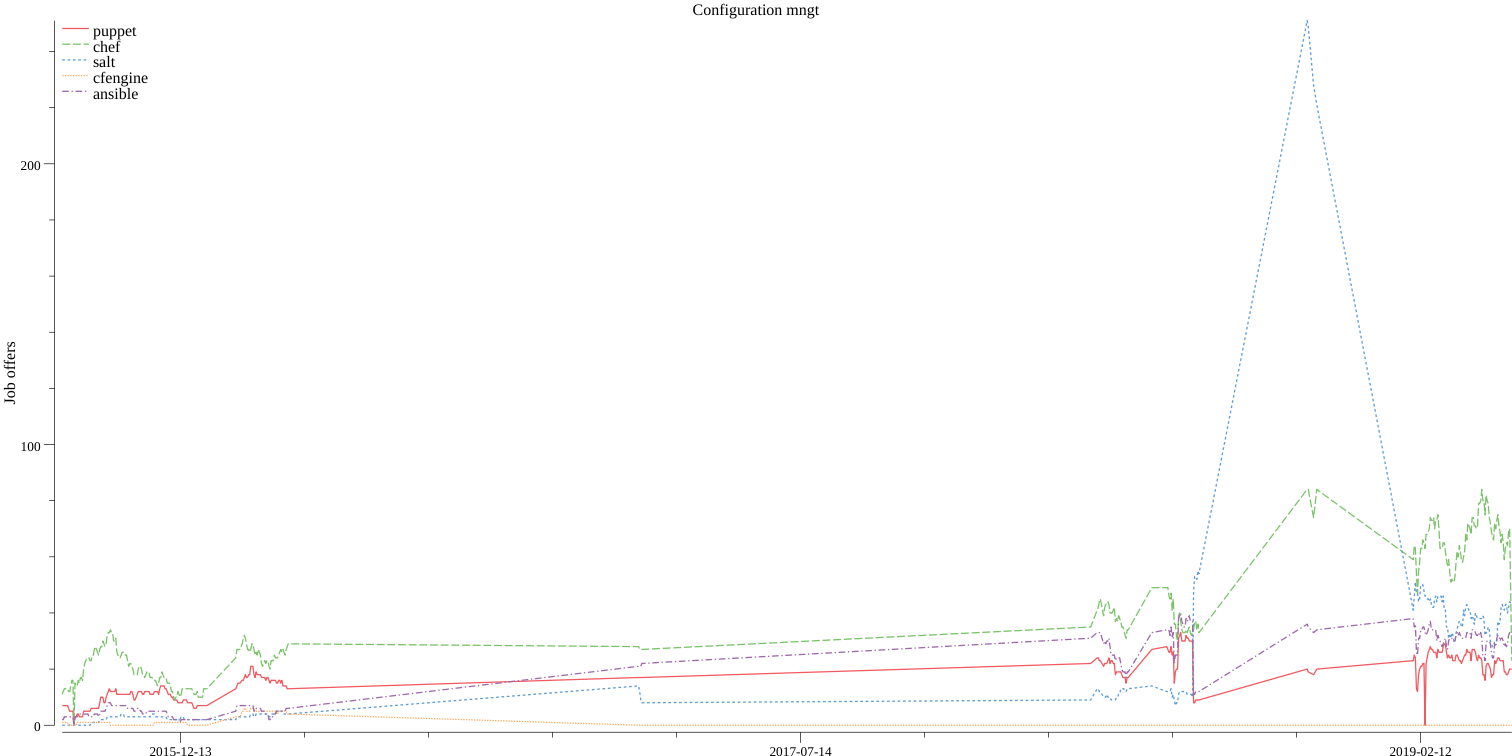 Configuration mngt
puppet
chef
salt
cfengine
ansible
200
100
0
Job offers
2015-12-13
2017-07-14
2019-02-12